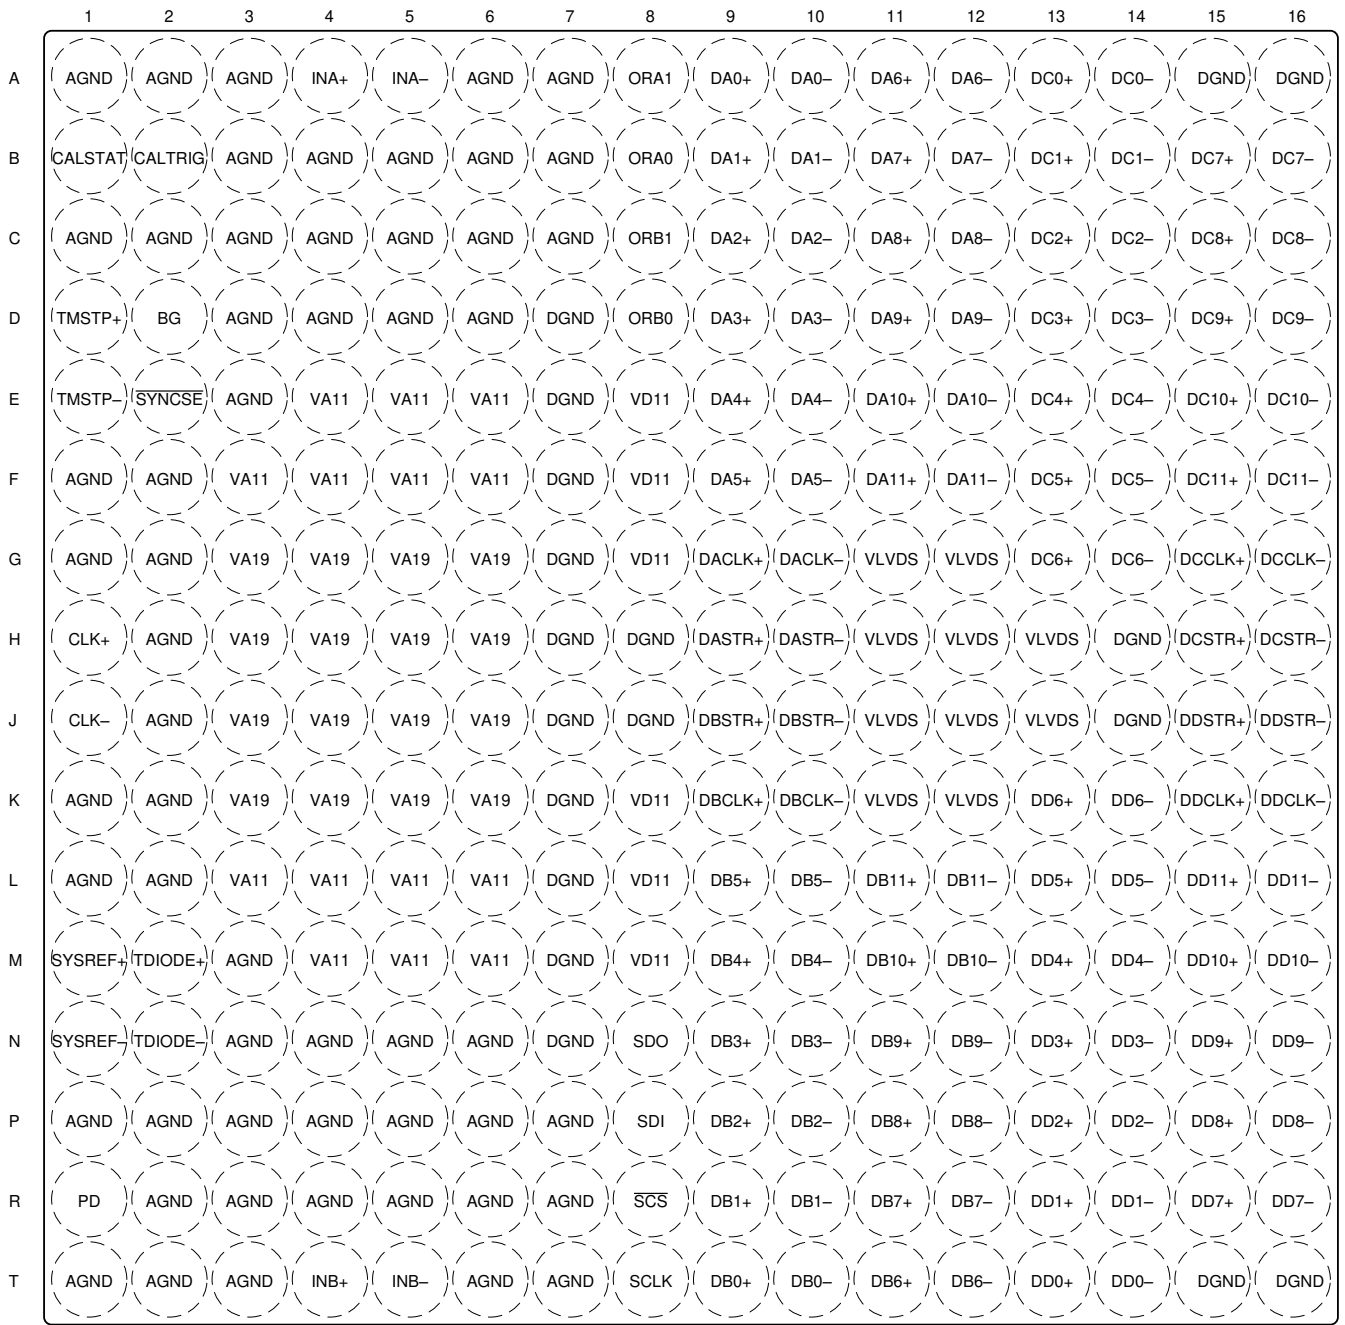 1 2 3 4 5 6 7 8 9 10 11 12 13 14 15 16
A AGND AGND AGND INA+ INA– AGND AGND ORA1 DA0+ DA0– DA6+ DA6– DC0+ DC0– DGND DGND
B CALSTAT CALTRIG AGND AGND AGND AGND AGND ORA0 DA1+ DA1– DA7+ DA7– DC1+ DC1– DC7+ DC7–
C AGND AGND AGND AGND AGND AGND AGND ORB1 DA2+ DA2– DA8+ DA8– DC2+ DC2– DC8+ DC8–
D TMSTP+ BG AGND AGND AGND AGND DGND ORB0 DA3+ DA3– DA9+ DA9– DC3+ DC3– DC9+ DC9–
E TMSTP– SYNCSE AGND VA11 VA11 VA11 DGND VD11 DA4+ DA4– DA10+ DA10– DC4+ DC4– DC10+ DC10–
F AGND AGND VA11 VA11 VA11 VA11 DGND VD11 DA5+ DA5– DA11+ DA11– DC5+ DC5– DC11+ DC11–
G AGND AGND VA19 VA19 VA19 VA19 DGND VD11 DACLK+ DACLK– VLVDS VLVDS DC6+ DC6– DCCLK+ DCCLK–
H CLK+ AGND VA19 VA19 VA19 VA19 DGND DGND DASTR+ DASTR– VLVDS VLVDS VLVDS DGND DCSTR+ DCSTR–
J CLK– AGND VA19 VA19 VA19 VA19 DGND DGND DBSTR+ DBSTR– VLVDS VLVDS VLVDS DGND DDSTR+ DDSTR–
K AGND AGND VA19 VA19 VA19 VA19 DGND VD11 DBCLK+ DBCLK– VLVDS VLVDS DD6+ DD6– DDCLK+ DDCLK–
L AGND AGND VA11 VA11 VA11 VA11 DGND VD11 DB5+ DB5– DB11+ DB11– DD5+ DD5– DD11+ DD11–
M SYSREF+ TDIODE+ AGND VA11 VA11 VA11 DGND VD11 DB4+ DB4– DB10+ DB10– DD4+ DD4– DD10+ DD10–
N SYSREF– TDIODE– AGND AGND AGND AGND DGND SDO DB3+ DB3– DB9+ DB9– DD3+ DD3– DD9+ DD9–
P AGND AGND AGND AGND AGND AGND AGND SDI DB2+ DB2– DB8+ DB8– DD2+ DD2– DD8+ DD8–
R PD AGND AGND AGND AGND AGND AGND SCS DB1+ DB1– DB7+ DB7– DD1+ DD1– DD7+ DD7–
T AGND AGND AGND INB+ INB– AGND AGND SCLK DB0+ DB0– DB6+ DB6– DD0+ DD0– DGND DGND